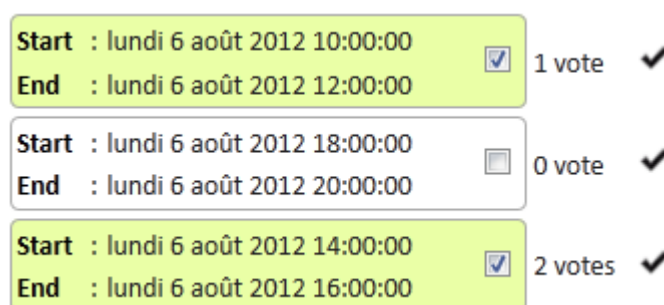 Start : lundi 6 août 2012 10:00:00
End : lundi 6 août 2012 12:00:00
1 vote
Start : lundi 6 août 2012 18:00:00
End : lundi 6 août 2012 20:00:00
0 vote
Start : lundi 6 août 2012 14:00:00
End : lundi 6 août 2012 16:00:00
2 votes